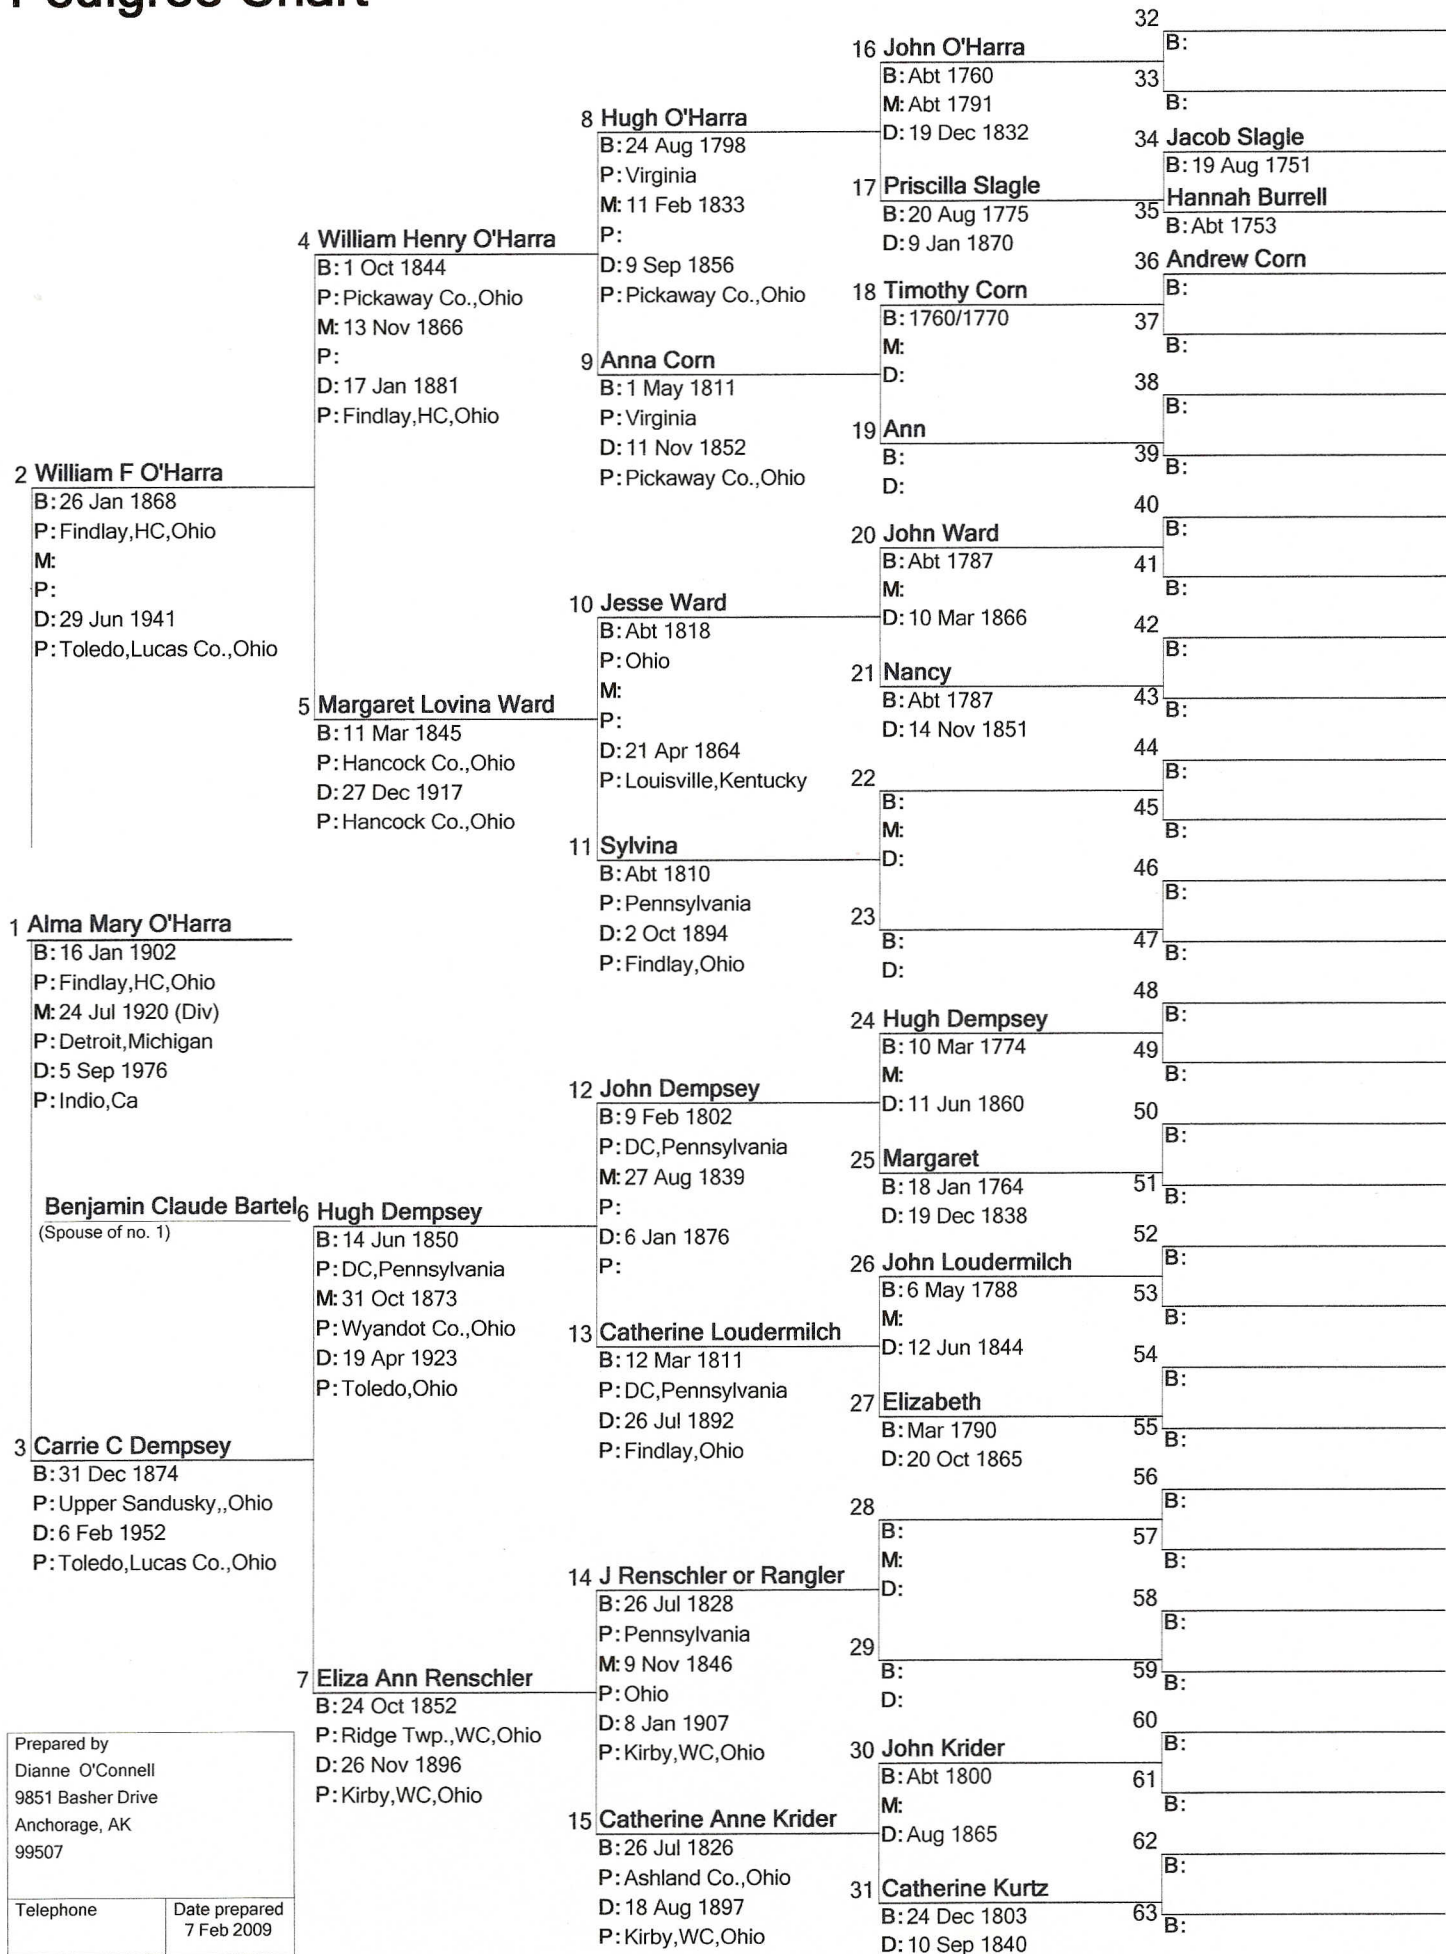 Pedigree Chart
1 Alma Mary O'Harra
B: 16 Jan 1902
P: Findlay,HC,Ohio
M: 24 Jul 1920 (Div)
P: Detroit,Michigan
D: 5 Sep 1976
P: Indio,Ca
Benjamin Claude Bartel
(Spouse of no. 1)
2 William F O'Harra
B: 26 Jan 1868
P: Findlay,HC,Ohio
M:
P:
D: 29 Jun 1941
P: Toledo,Lucas Co.,Ohio
3 Carrie C Dempsey
B: 31 Dec 1874
P: Upper Sandusky,,Ohio
D: 6 Feb 1952
P: Toledo,Lucas Co.,Ohio
4 William Henry O'Harra
B: 1 Oct 1844
P: Pickaway Co.,Ohio
M: 13 Nov 1866
P:
D: 17 Jan 1881
P: Findlay,HC,Ohio
5 Margaret Lovina Ward
B: 11 Mar 1845
P: Hancock Co.,Ohio
D: 27 Dec 1917
P: Hancock Co.,Ohio
6 Hugh Dempsey
B: 14 Jun 1850
P: DC,Pennsylvania
M: 31 Oct 1873
P: Wyandot Co.,Ohio
D: 19 Apr 1923
P: Toledo,Ohio
7 Eliza Ann Renschler
B: 24 Oct 1852
P: Ridge Twp.,WC,Ohio
D: 26 Nov 1896
P: Kirby,WC,Ohio
8 Hugh O'Harra
B: 24 Aug 1798
P: Virginia
M: 11 Feb 1833
P:
D: 9 Sep 1856
P: Pickaway Co.,Ohio
9 Anna Corn
B: 1 May 1811
P: Virginia
D: 11 Nov 1852
P: Pickaway Co.,Ohio
10 Jesse Ward
B: Abt 1818
P: Ohio
M:
P:
D: 21 Apr 1864
P: Louisville,Kentucky
11 Sylvina
B: Abt 1810
P: Pennsylvania
D: 2 Oct 1894
P: Findlay,Ohio
12 John Dempsey
B: 9 Feb 1802
P: DC,Pennsylvania
M: 27 Aug 1839
P:
D: 6 Jan 1876
P:
13 Catherine Loudermilch
B: 12 Mar 1811
P: DC,Pennsylvania
D: 26 Jul 1892
P: Findlay,Ohio
14 J Renschler or Rangler
B: 26 Jul 1828
P: Pennsylvania
M: 9 Nov 1846
P: Ohio
D: 8 Jan 1907
P: Kirby,WC,Ohio
15 Catherine Anne Krider
B: 26 Jul 1826
P: Ashland Co.,Ohio
D: 18 Aug 1897
P: Kirby,WC,Ohio
16 John O'Harra
B: Abt 1760
M: Abt 1791
D: 19 Dec 1832
17 Priscilla Slagle
B: 20 Aug 1775
D: 9 Jan 1870
18 Timothy Corn
B: 1760/1770
M:
D:
19 Ann
B:
D:
20 John Ward
B: Abt 1787
M:
D: 10 Mar 1866
21 Nancy
B: Abt 1787
D: 14 Nov 1851
22
B:
M:
D:
23
B:
D:
24 Hugh Dempsey
B: 10 Mar 1774
M:
D: 11 Jun 1860
25 Margaret
B: 18 Jan 1764
D: 19 Dec 1838
26 John Loudermilch
B: 6 May 1788
M:
D: 12 Jun 1844
27 Elizabeth
B: Mar 1790
D: 20 Oct 1865
28
B:
M:
D:
29
B:
D:
30 John Krider
B: Abt 1800
M:
D: Aug 1865
31 Catherine Kurtz
B: 24 Dec 1803
D: 10 Sep 1840
32
B:
33
B:
34 Jacob Slagle
B: 19 Aug 1751
35 Hannah Burrell
B: Abt 1753
36 Andrew Corn
B:
37
B:
38
B:
39
B:
40
B:
41
B:
42
B:
43
B:
44
B:
45
B:
46
B:
47
B:
48
B:
49
B:
50
B:
51
B:
52
B:
53
B:
54
B:
55
B:
56
B:
57
B:
58
B:
59
B:
60
B:
61
B:
62
B:
63
B:
Prepared by
Dianne O'Connell
9851 Basher Drive
Anchorage, AK
99507
Telephone
Date prepared
7 Feb 2009